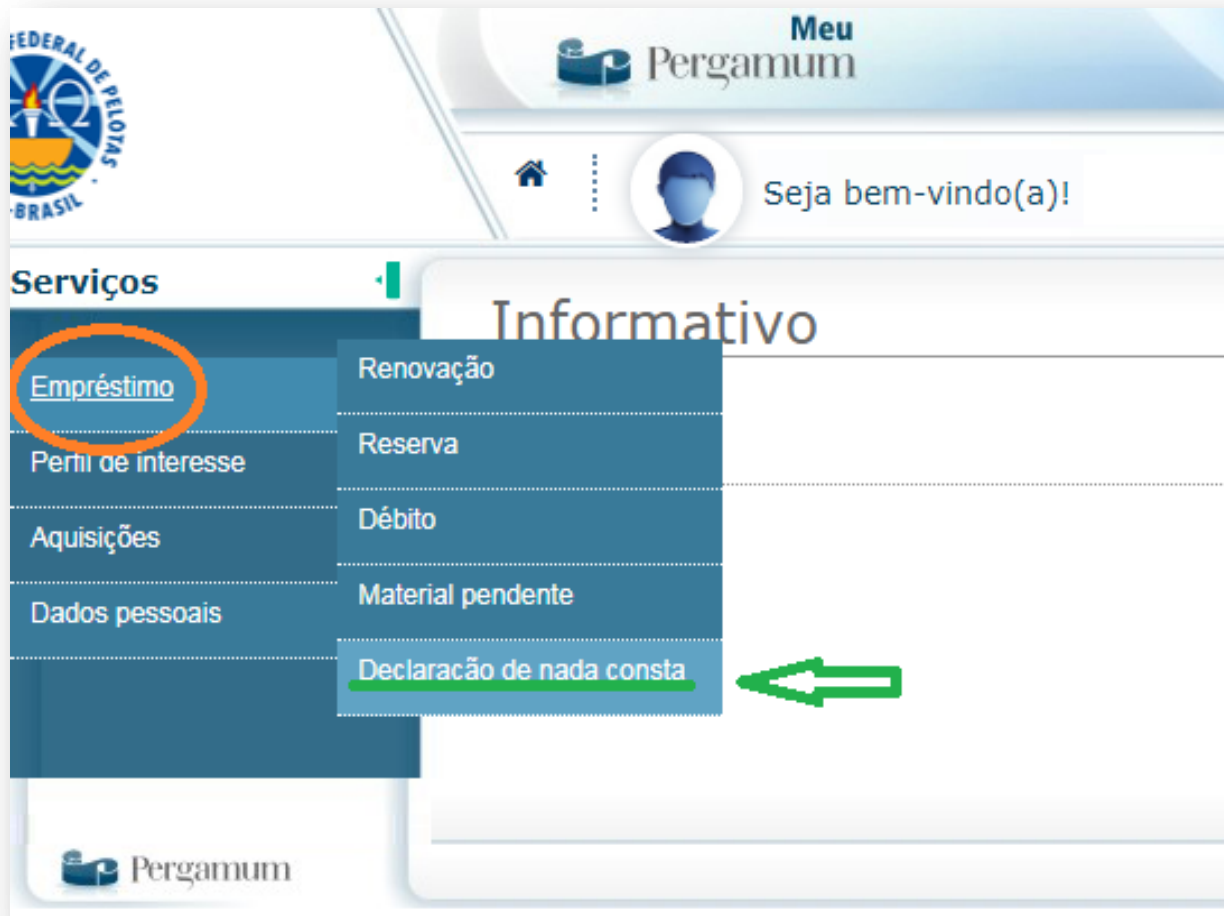 FEDERAL DE PELOTAS
BRASIL
Meu
Pergamum
Seja bem-vindo(a)!
Serviços
Informativo
Empréstimo
Perfil de interesse
Aquisições
Dados pessoais
Renovação
Reserva
Débito
Material pendente
Declaração de nada consta
Pergamum